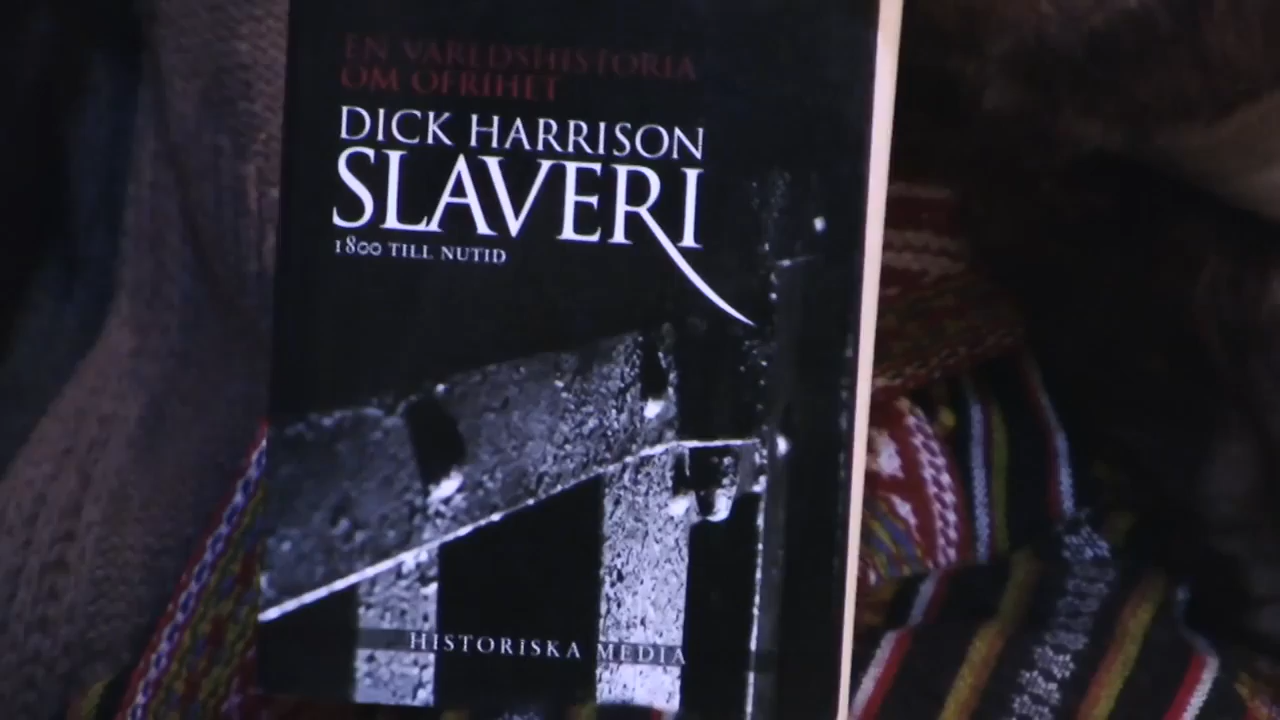 EN VÄRLDSHISTORIA
OM OFRIHET
DICK HARRISON
SLAVERI
1800 TILL NUTID
HISTORISKA MEDIA